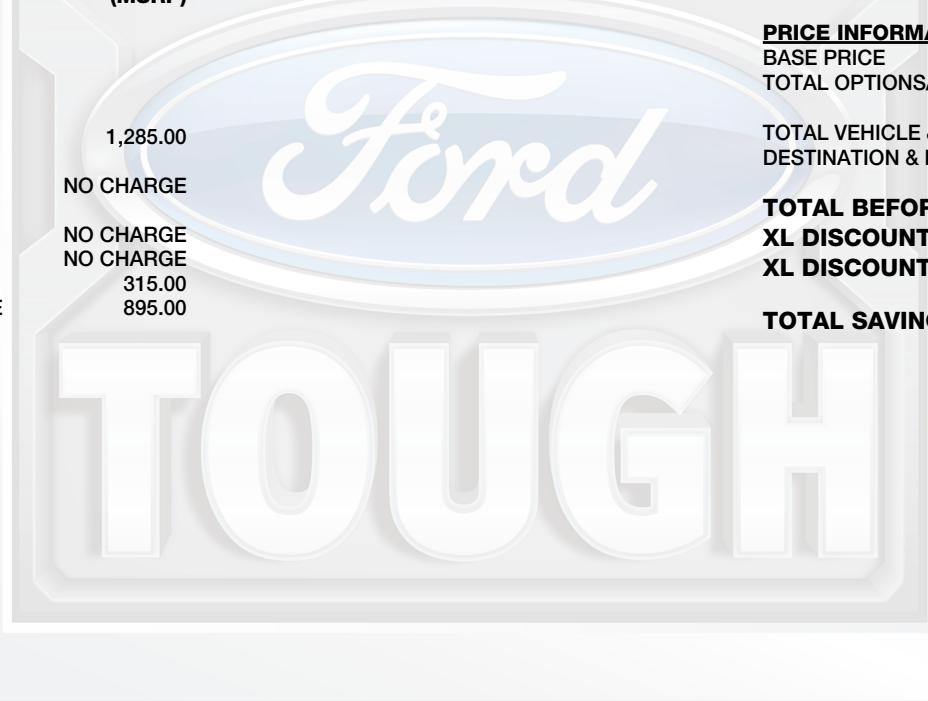 (MSRP)
1,285.00
NO CHARGE
NO CHARGE
NO CHARGE
315.00
E 895.00
PRICE INFORMA
BASE PRICE
TOTAL OPTIONS/
TOTAL VEHICLE &
DESTINATION &
TOTAL BEFOR
XL DISCOUNT
XL DISCOUNT
TOTAL SAVING
Ford
TOUGH